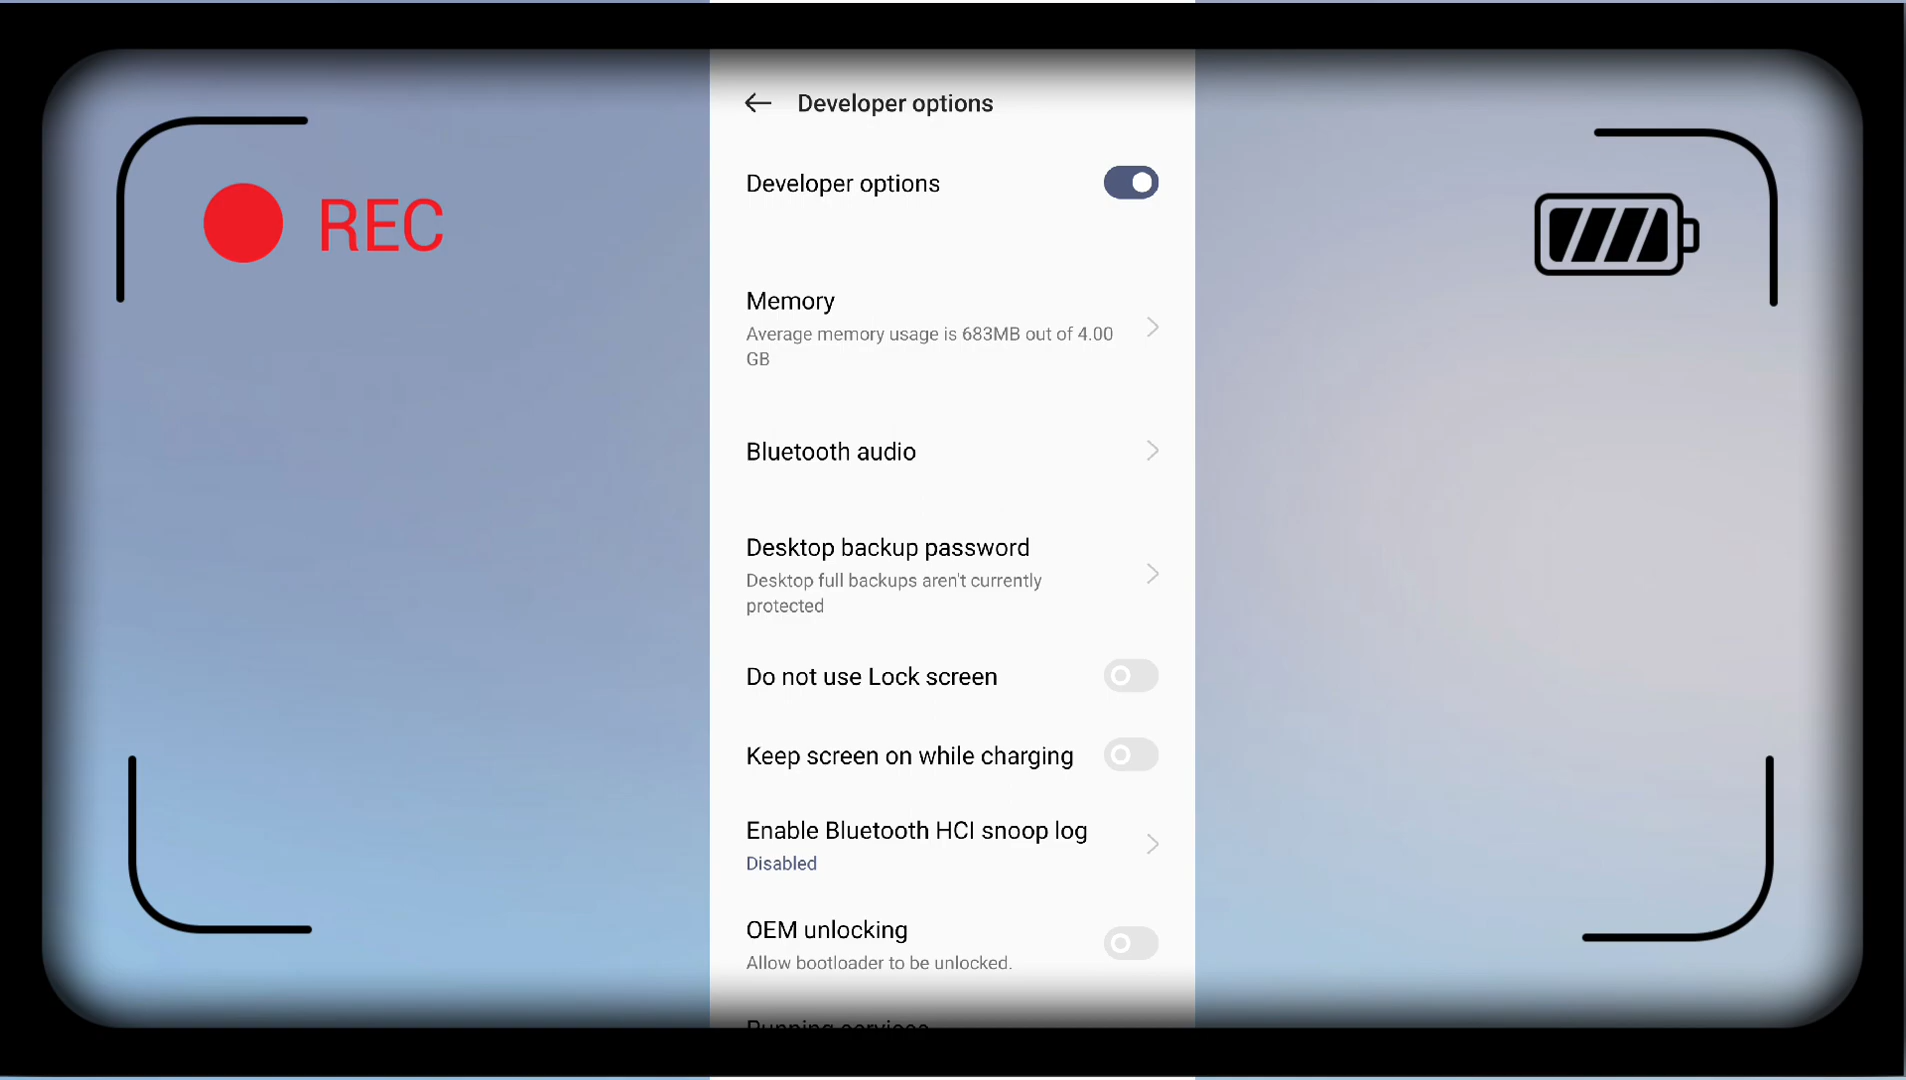 Developer options
REC
Developer options
Memory
Average memory usage is 683MB out of 4.00
GB
Bluetooth audio
Desktop backup password
Desktop full backups aren't currently
protected
Do not use Lock screen
Keep screen on while charging
Enable Bluetooth HCI snoop log
Disabled
OEM unlocking
Allow bootloader to be unlocked.
Running services